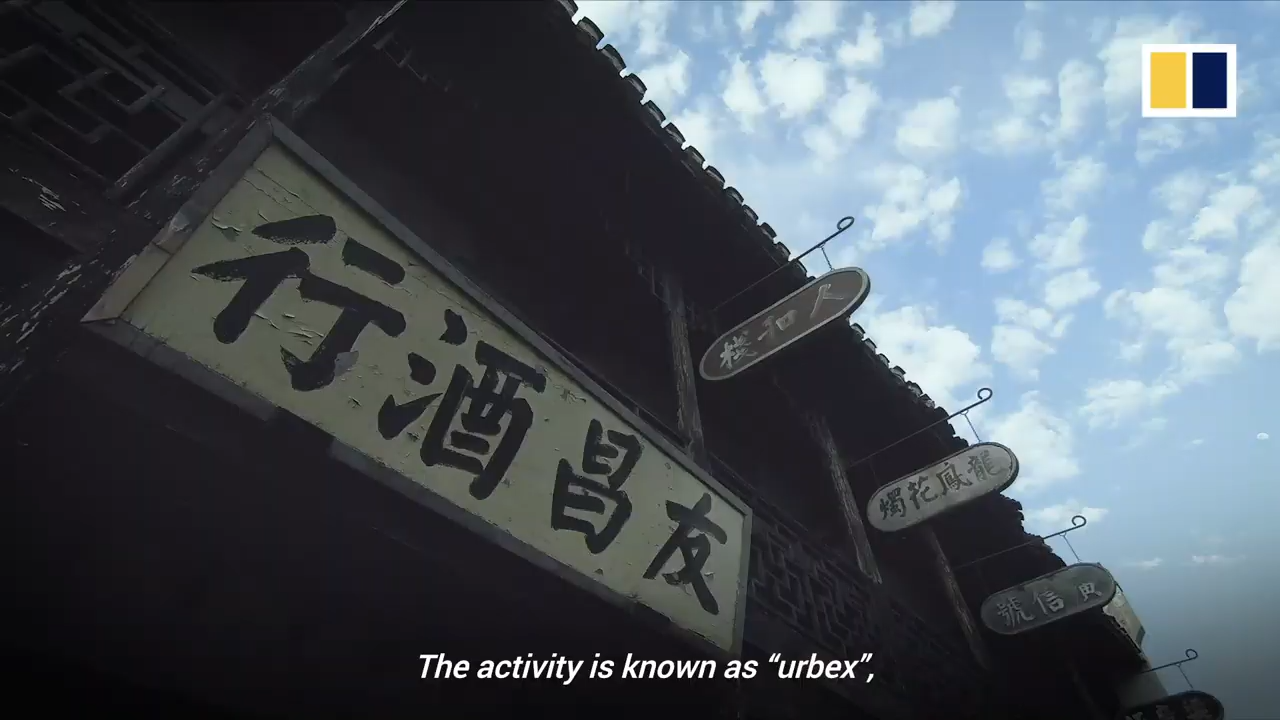 友昌酒行
人和棧
龍鳳花燭
信號
The activity is known as “urbex”,